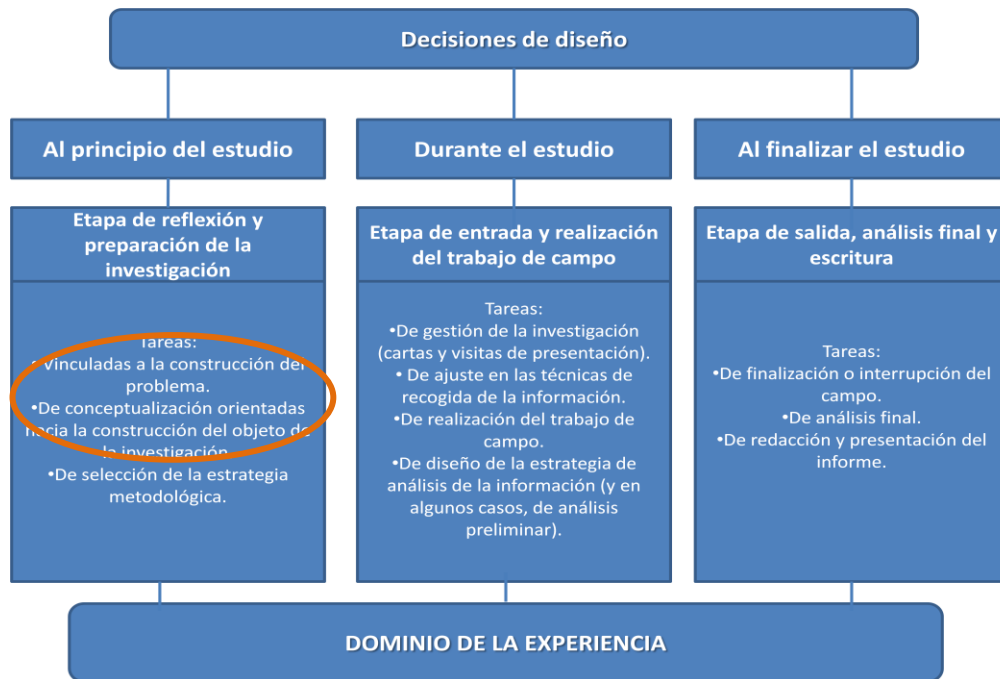 Decisiones de diseño
Al principio del estudio
Etapa de reflexión y
preparación de la
investigación
Tareas:
•Vinculadas a la construcción del
problema.
•De conceptualización orientadas
hacia la construcción del objeto de
la investigación.
•De selección de la estrategia
metodológica.
Durante el estudio
Etapa de entrada y realización
del trabajo de campo
Tareas:
•De gestión de la investigación
(cartas y visitas de presentación).
• De ajuste en las técnicas de
recogida de la información.
•De realización del trabajo de
campo.
•De diseño de la estrategia de
análisis de la información (y en
algunos casos, de análisis
preliminar).
Al finalizar el estudio
Etapa de salida, análisis final y
escritura
Tareas:
•De finalización o interrupción del
campo.
•De análisis final.
•De redacción y presentación del
informe.
DOMINIO DE LA EXPERIENCIA